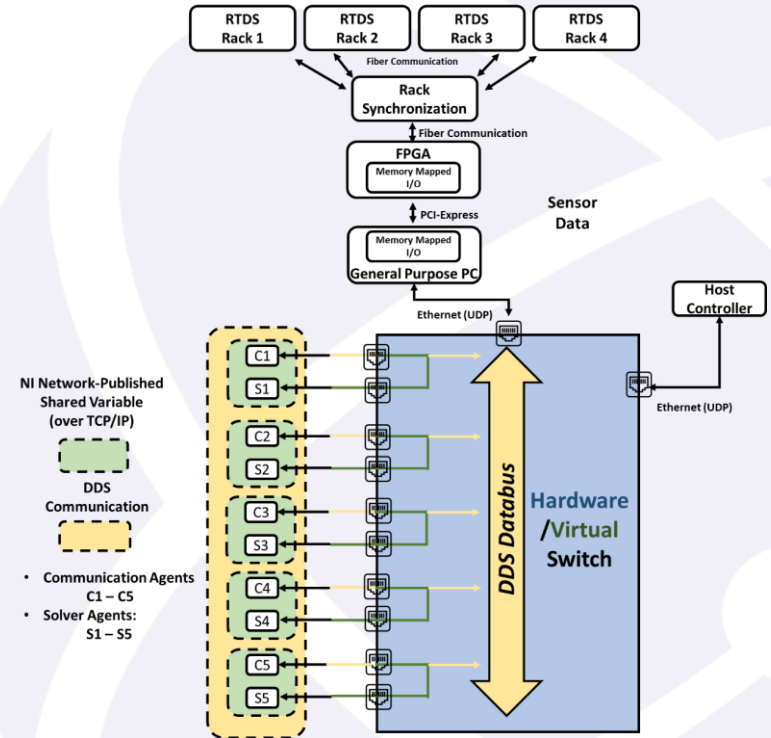 RTDS
Rack 1
RTDS
Rack 2
RTDS
Rack 3
RTDS
Rack 4
Fiber Communication
Rack
Synchronization
Fiber Communication
FPGA
Memory Mapped
I/O
PCI-Express
Sensor
Data
Memory Mapped
I/O
General Purpose PC
Ethernet (UDP)
Host
Controller
Ethernet (UDP)
NI Network-Published
Shared Variable
(over TCP/IP)
DDS
Communication
• Communication Agents
C1 – C5
• Solver Agents:
S1 – S5
C1
S1
C2
S2
C3
S3
C4
S4
C5
S5
DDS Databus
Hardware
/Virtual
Switch